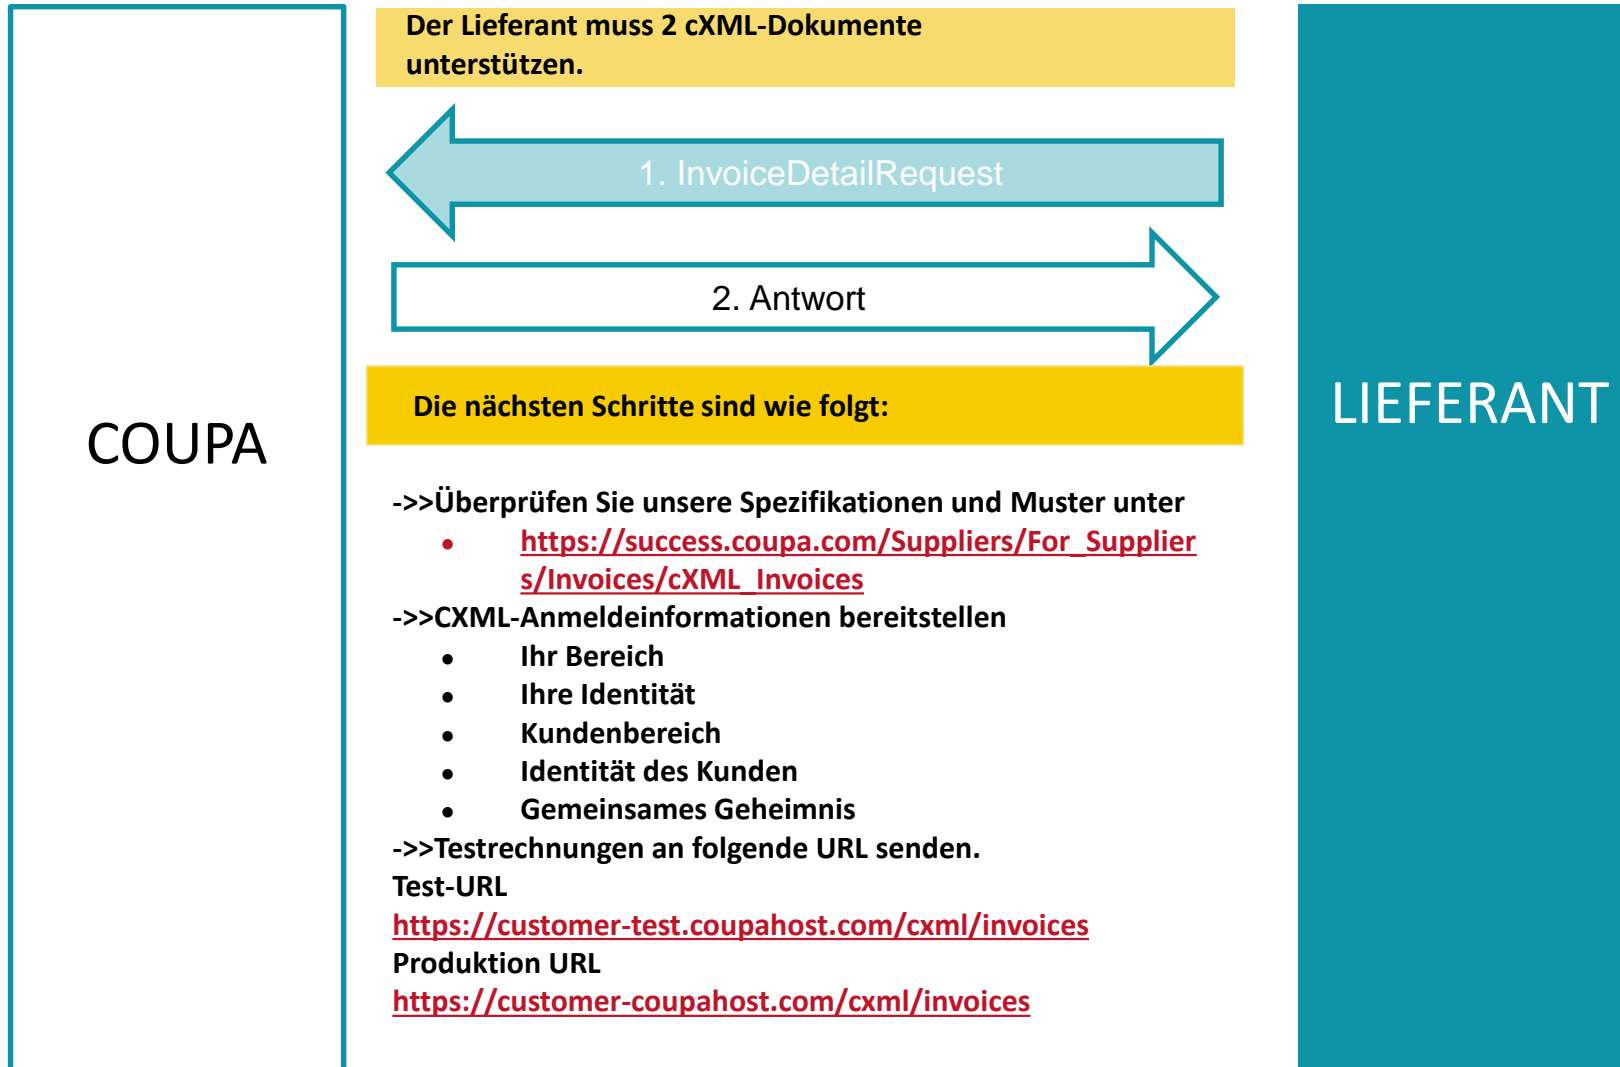 Der Lieferant muss 2 cXML-Dokumente
unterstützen.
1. InvoiceDetailRequest
2. Antwort
Die nächsten Schritte sind wie folgt:
COUPA
LIEFERANT
->>Überprüfen Sie unsere Spezifikationen und Muster unter
● https://success.coupa.com/Suppliers/For_Supplier
s/Invoices/cXML_Invoices
->>CXML-Anmeldeinformationen bereitstellen
● Ihr Bereich
● Ihre Identität
● Kundenbereich
● Identität des Kunden
● Gemeinsames Geheimnis
->>Testrechnungen an folgende URL senden.
Test-URL
https://customer-test.coupahost.com/cxml/invoices
Produktion URL
https://customer-coupahost.com/cxml/invoices